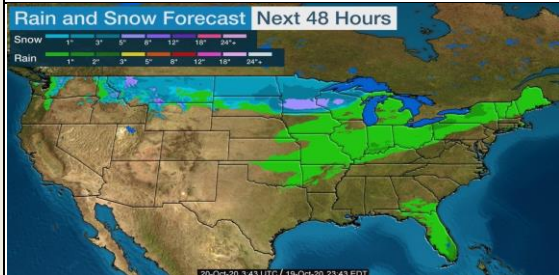 Rain and Snow Forecast Next 48 Hours
Snow 1" 3" 5" 8" 12" 18" 24"+
Rain 1" 2" 3" 5" 8" 12" 16" 24"+
20-Oct-20 3:43 UTC / 19-Oct-20 23:43 EDT